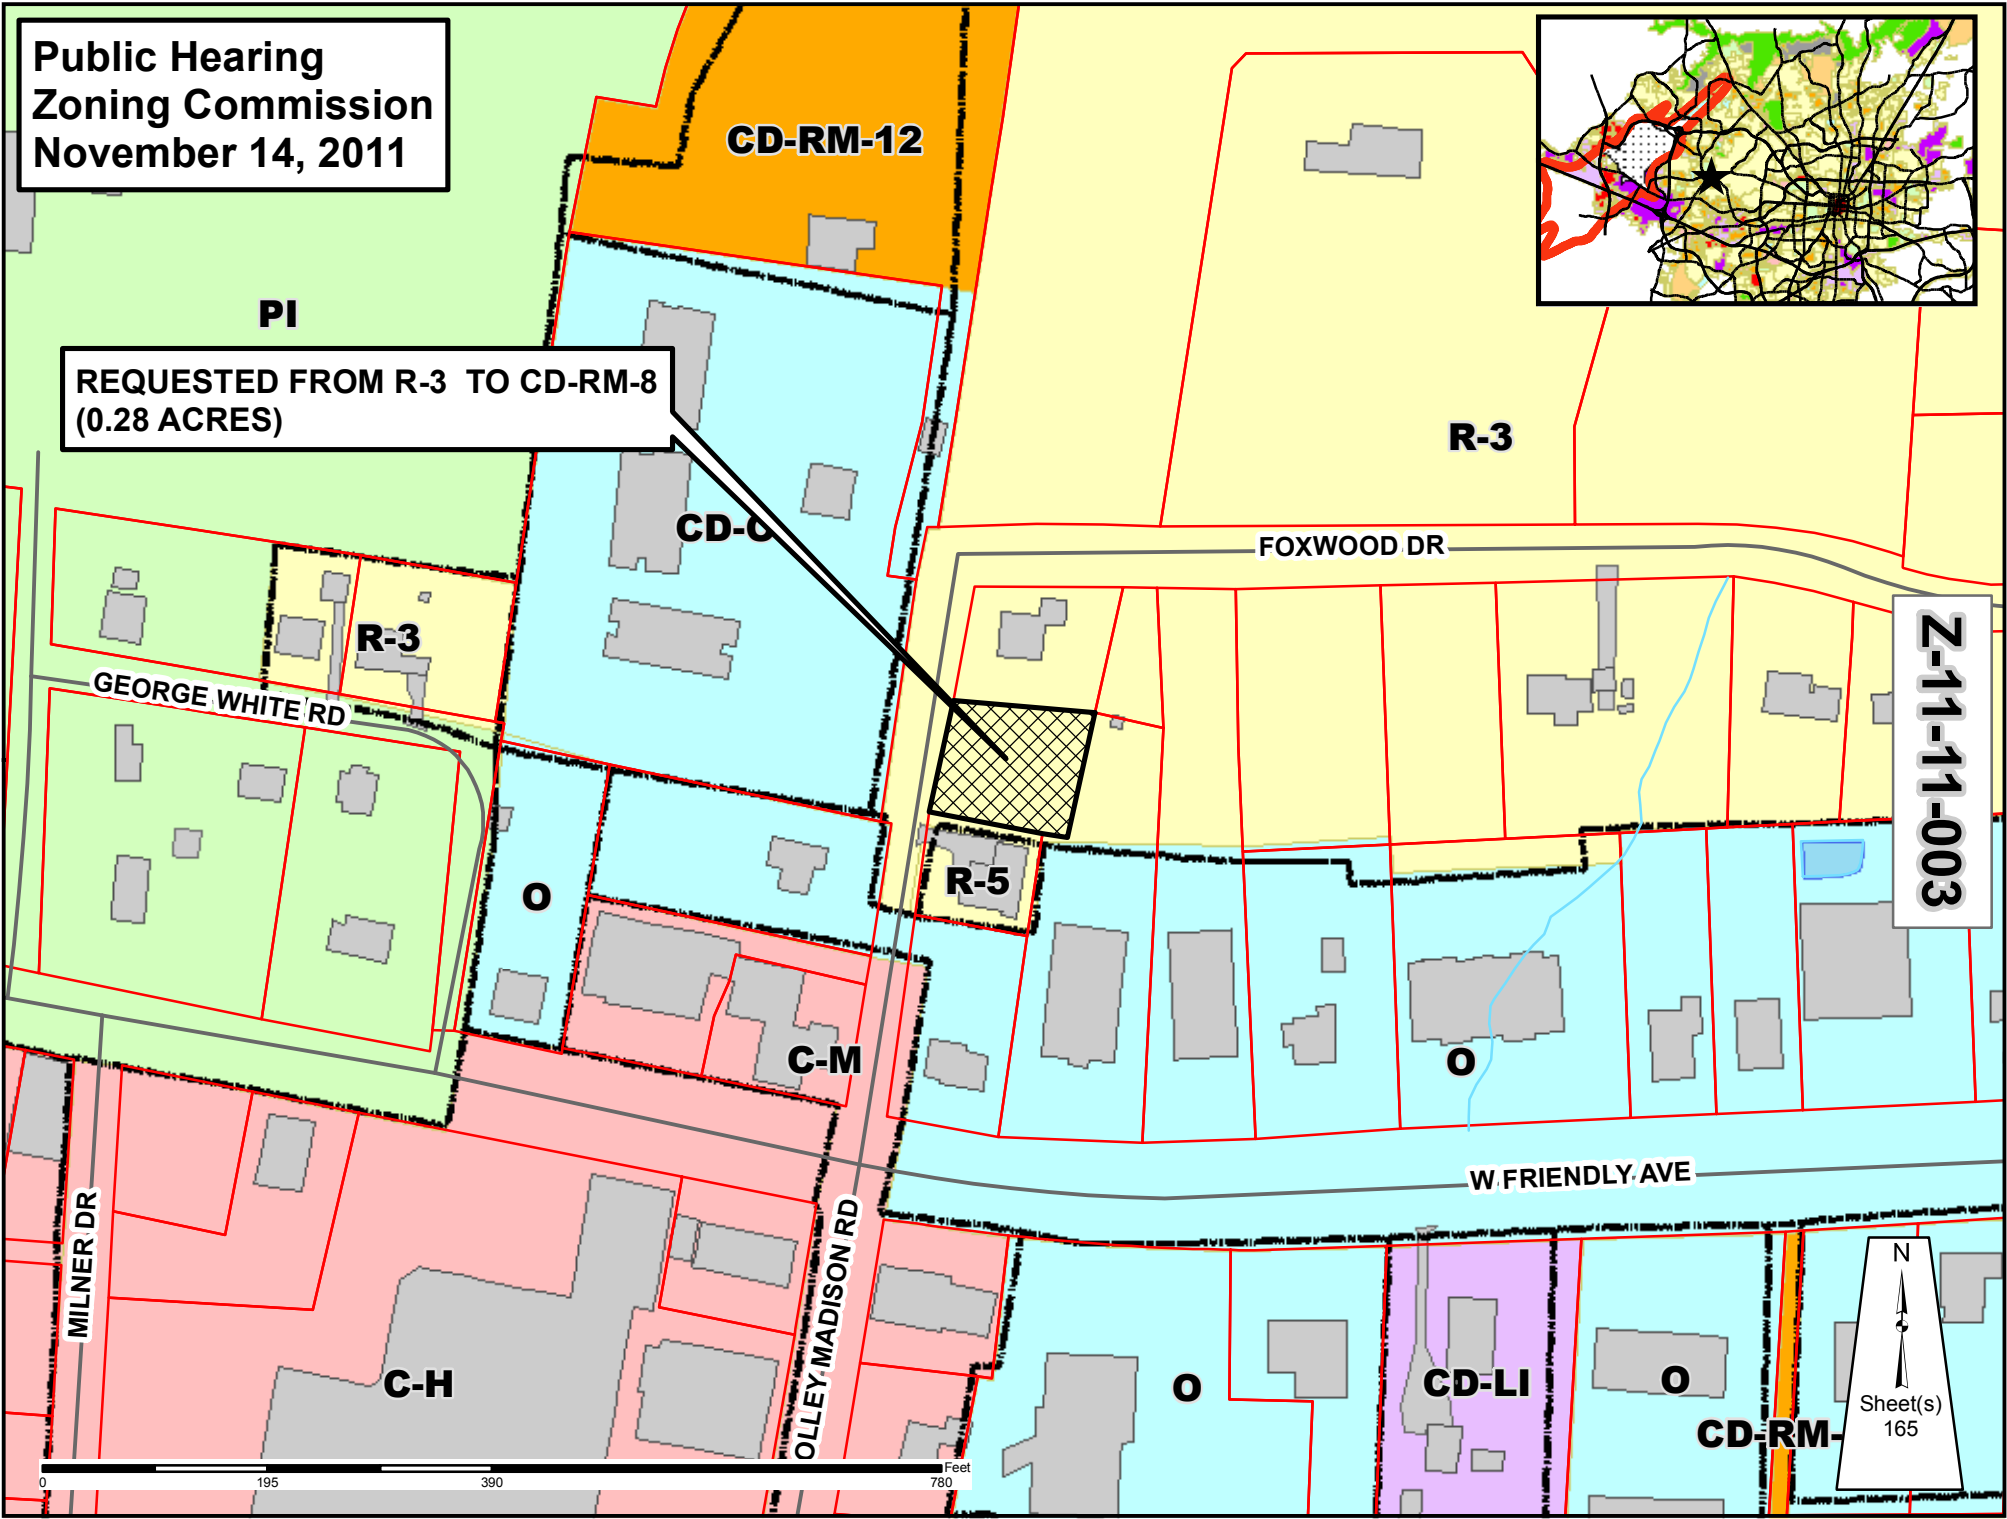 Public Hearing
Zoning Commission
November 14, 2011
CD-RM-12
PI
REQUESTED FROM R-3 TO CD-RM-8
(0.28 ACRES)
R-3
CD-O
FOXWOOD DR
R-3
GEORGE WHITE RD
Z-11-11-003
R-5
O
C-M
O
W FRIENDLY AVE
MILNER DR
OLLEY MADISON RD
N
Sheet(s)
165
C-H
O
CD-LI
O
CD-RM-
0
195
390
780
Feet